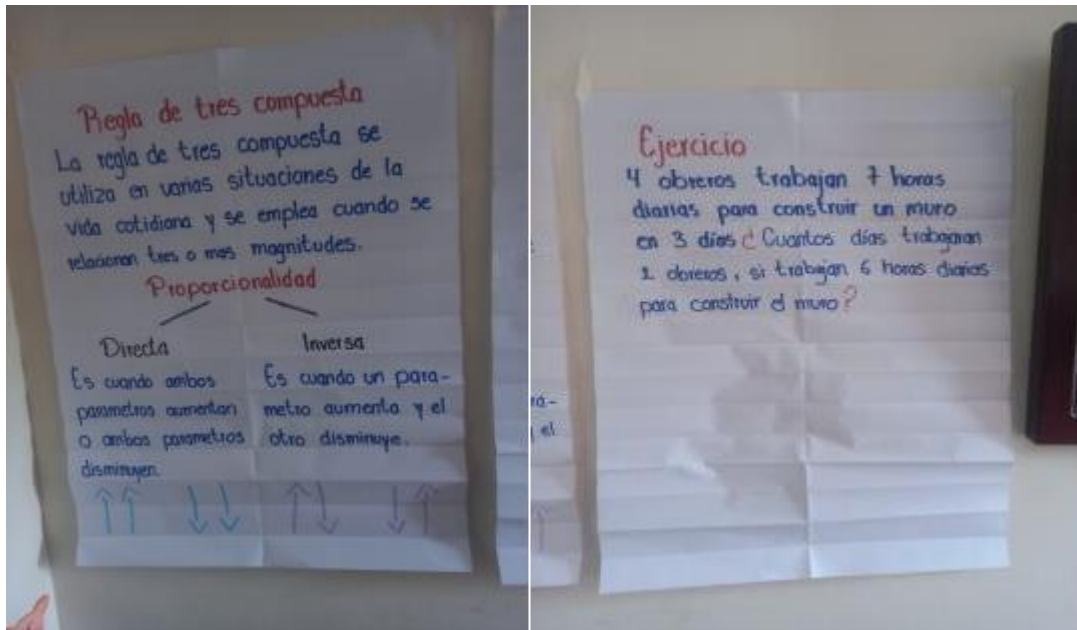 Regla de tres compuesta
La regla de tres compuesta se
utiliza en varias situaciones de la
vida cotidiana y se emplea cuando se
relacionan tres o mas magnitudes.
Proporcionalidad
Directa
Es cuando ambos
parametros aumentan
o ambos parametros
disminuyen.
Inversa
Es cuando un para-
metro aumenta y el
otro disminuye.
ra-
y el
Ejercicio
4 obreros trabajan 7 horas
diarias para construir un muro
en 3 días ¿Cuantos días trabajaran
obreros, si trabajan 6 horas diarias
para construir el muro?